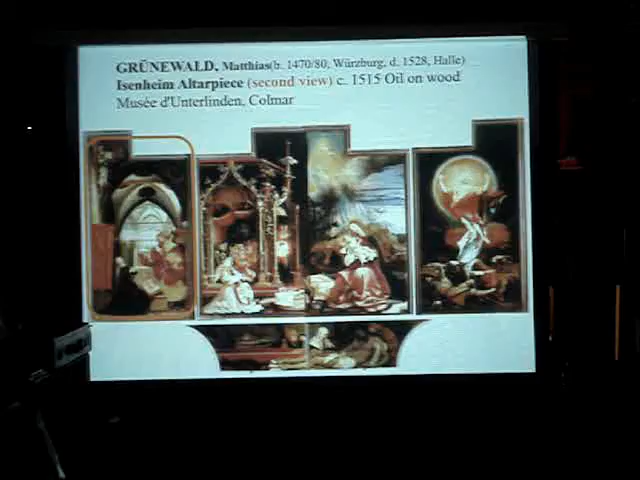 GRÜNEWALD, Matthias(b. 1470/80, Würzburg, d. 1528, Halle)
Isenheim Altarpiece (second view) c. 1515 Oil on wood
Musée d'Unterlinden, Colmar